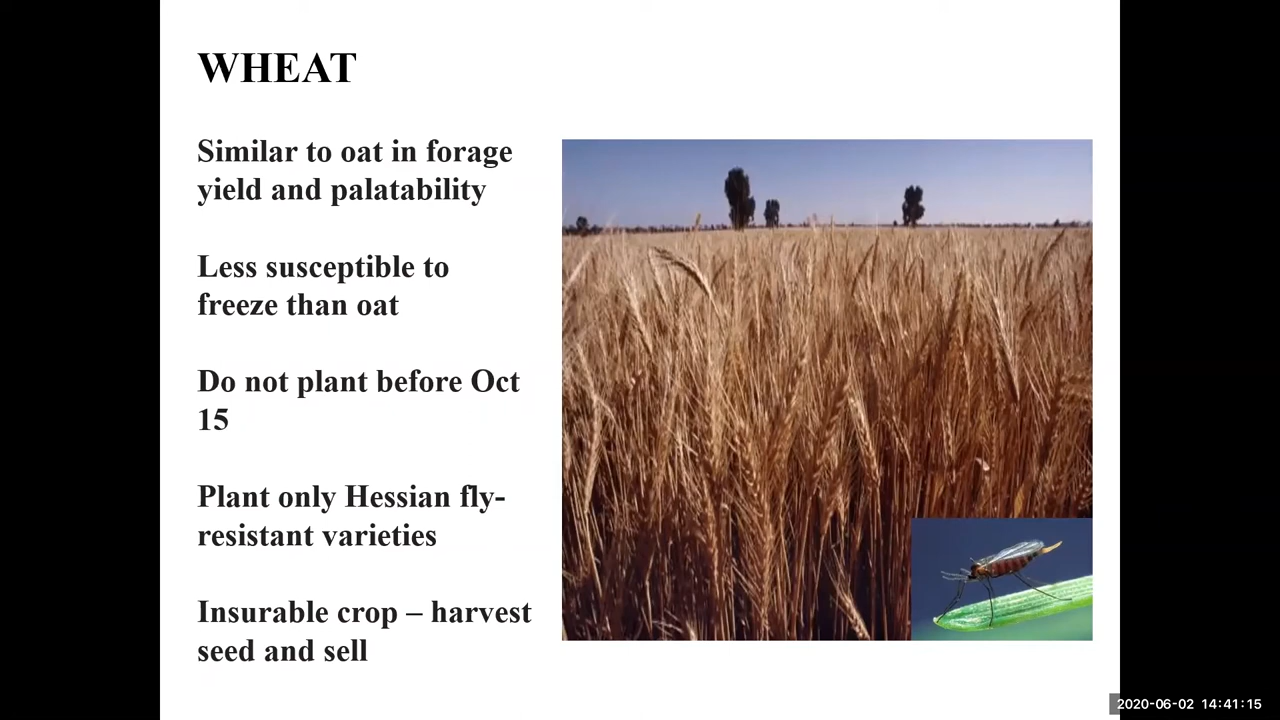 WHEAT
Similar to oat in forage
yield and palatability
Less susceptible to
freeze than oat
Do not plant before Oct
15
Plant only Hessian fly-
resistant varieties
Insurable crop – harvest
seed and sell
2020-06-02 14:41:15